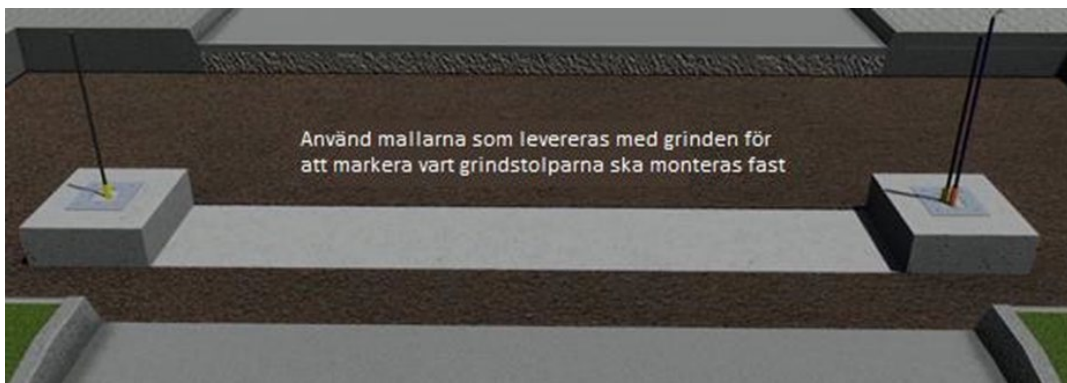 Använd mallarna som levereras med grinden för
att markera vart grindstolparna ska monteras fast